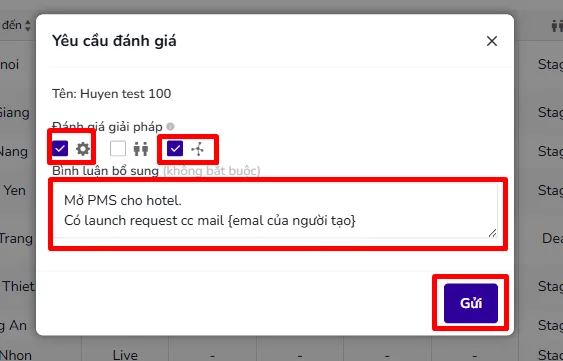 đến
Yêu cầu đánh giá
noi
Stag
Tên: Huyen test 100
Giang
Stag
Đánh giá giải pháp
Nang
Stag
Bình luận bổ sung (không bắt buộc)
Yen
Stag
Mở PMS cho hotel.
Có launch request cc mail {emal của người tạo}
Trang
Dea
Thiet
Stag
Gửi
g An
Stag
Nhon
Live
-
-
-
Stag